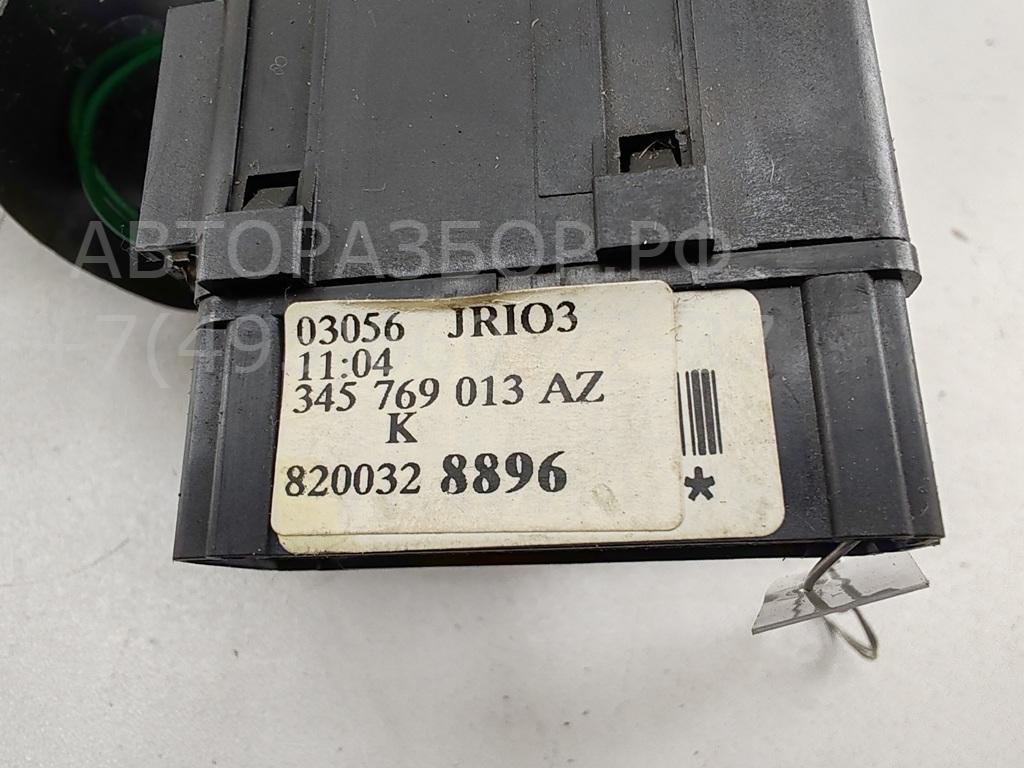 АВТОРАЗБОР.РФ
03056 JRIO3
11:04
345 769 013 AZ
K
820032 8896
*